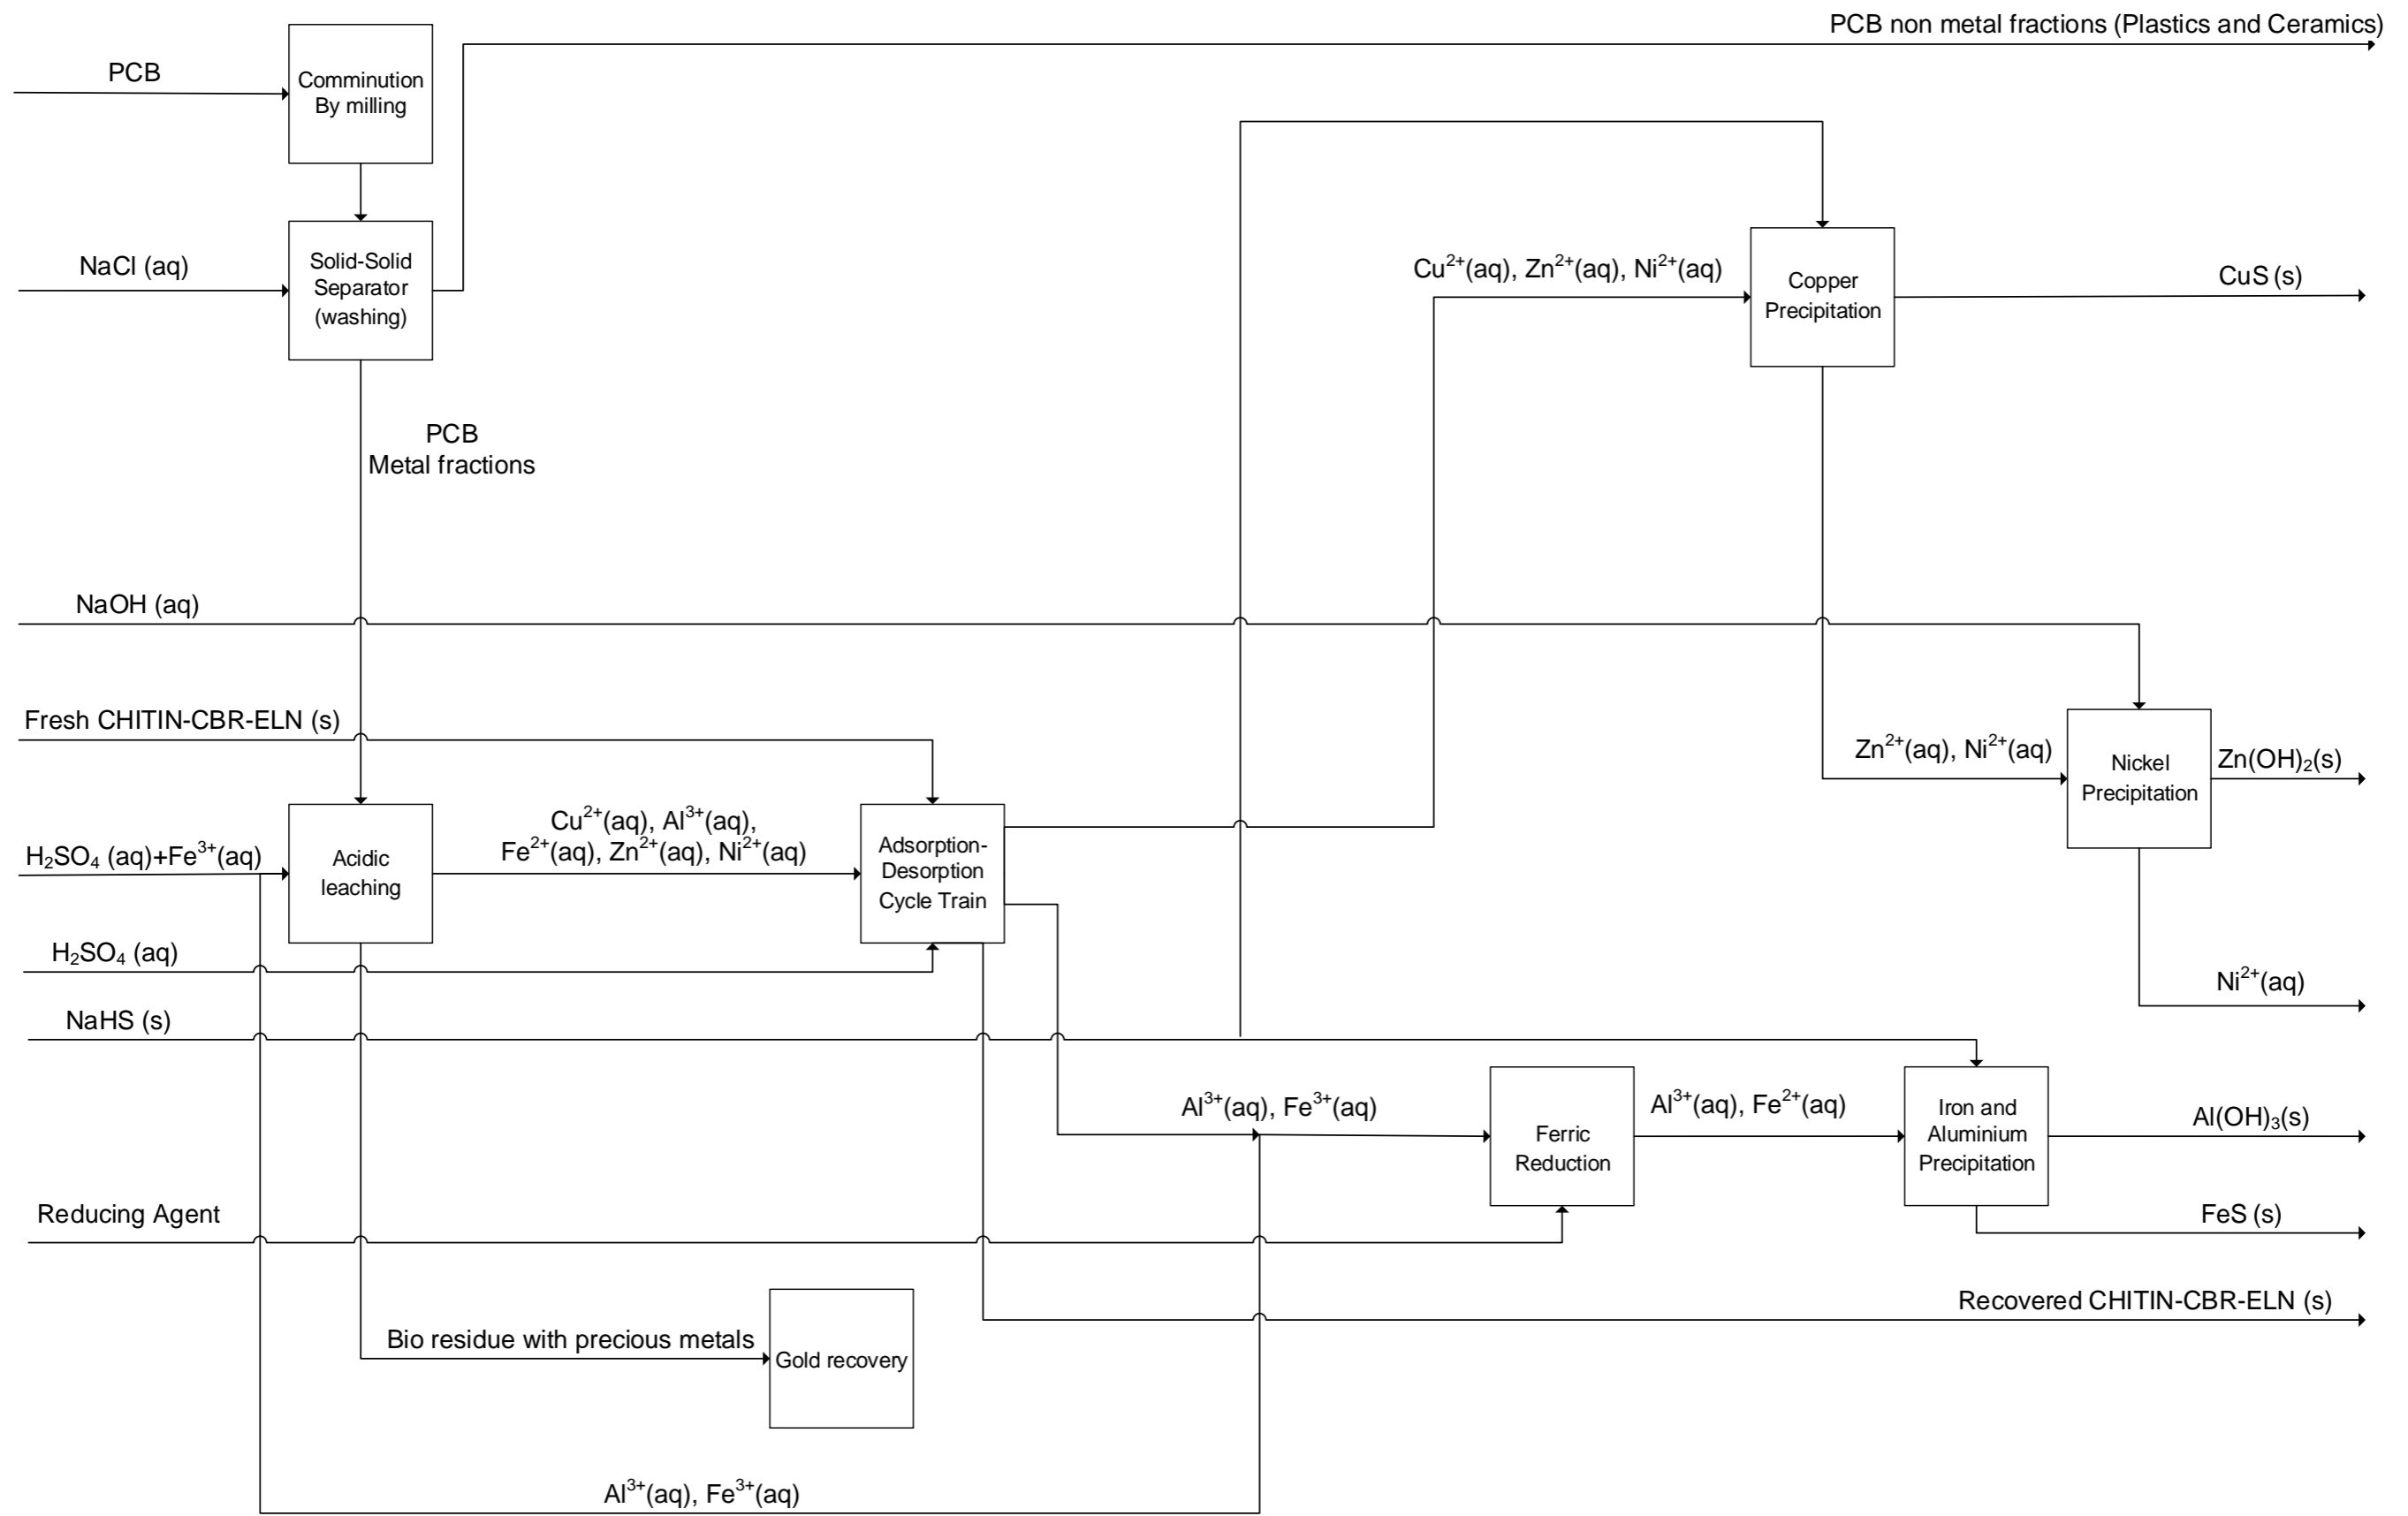 PCB non metal fractions (Plastics and Ceramics)
PCB
Comminution
By milling
NaCl (aq)
Solid-Solid
Separator
(washing)
Cu²⁺(aq), Zn²⁺(aq), Ni²⁺(aq)
Copper
Precipitation
CuS (s)
PCB
Metal fractions
NaOH (aq)
Fresh CHITIN-CBR-ELN (s)
Zn²⁺(aq), Ni²⁺(aq)
Nickel
Precipitation
Zn(OH)₂(s)
H₂SO₄ (aq)+Fe³⁺(aq)
Acidic
leaching
Cu²⁺(aq), Al³⁺(aq),
Fe²⁺(aq), Zn²⁺(aq), Ni²⁺(aq)
Adsorption-
Desorption
Cycle Train
H₂SO₄ (aq)
Ni²⁺(aq)
NaHS (s)
Al³⁺(aq), Fe³⁺(aq)
Ferric
Reduction
Al³⁺(aq), Fe²⁺(aq)
Iron and
Aluminium
Precipitation
Al(OH)₃(s)
Reducing Agent
FeS (s)
Recovered CHITIN-CBR-ELN (s)
Bio residue with precious metals
Gold recovery
Al³⁺(aq), Fe³⁺(aq)